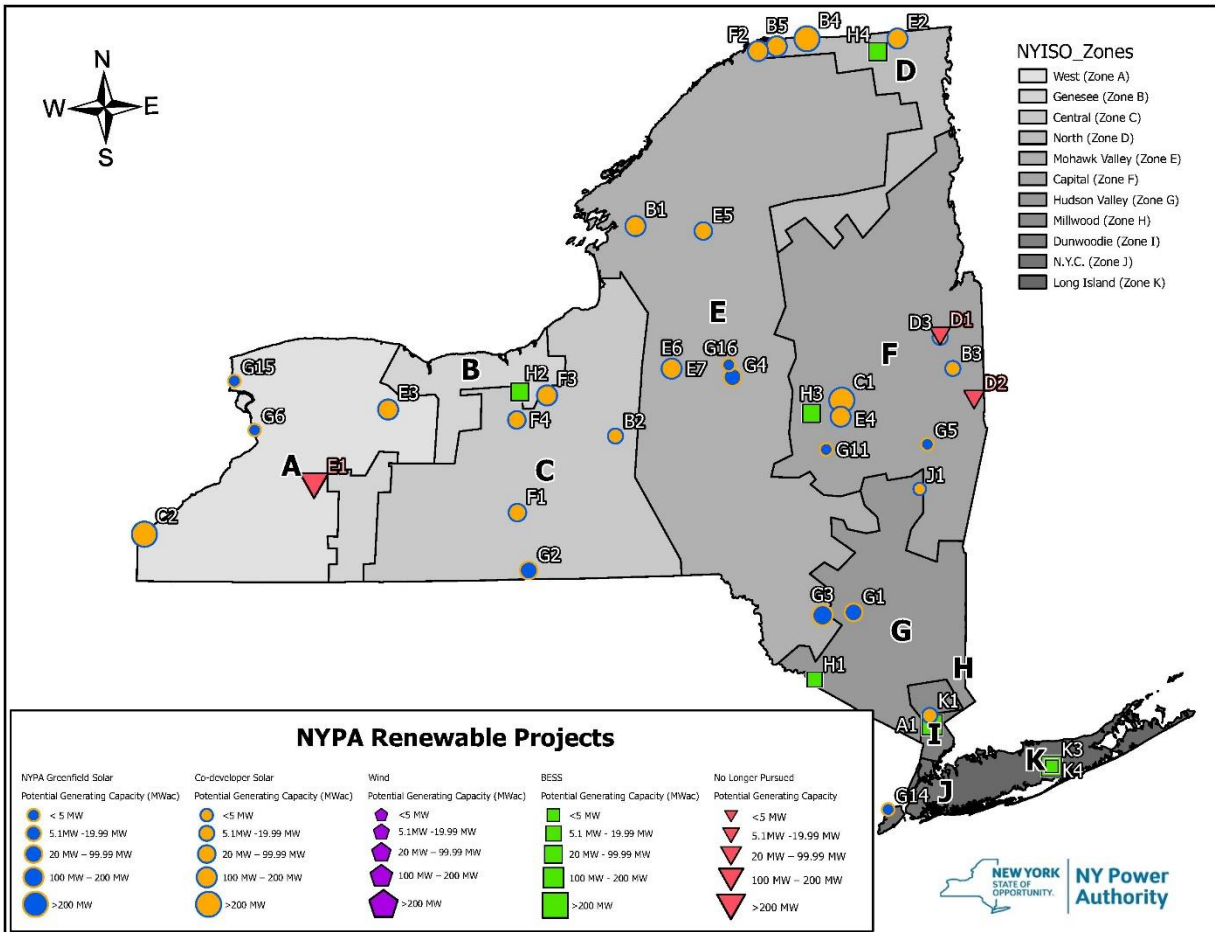 N
W E
S
F2 B5 B4 H4 E2
D
NYISO_Zones
West (Zone A)
Genesee (Zone B)
Central (Zone C)
North (Zone D)
Mohawk Valley (Zone E)
Capital (Zone F)
Hudson Valley (Zone G)
Millwood (Zone H)
Dunwoodie (Zone I)
N.Y.C. (Zone J)
Long Island (Zone K)
B1 E5
E
F
D3 D1
G15 B H2 F3 E6 E7 G16 G4 B3
E3 H3 C1 D2
G6 F4 B2 E4
G11 G5
A E1 C J1
C2 F1
G2
G3 G1
G
H1 H
K1
A1 I
K K3
K4
J
G14
NYPA Renewable Projects
NYPA Greenfield Solar
Potential Generating Capacity (MWac)
< 5 MW
5.1MW -19.99 MW
20 MW – 99.99 MW
100 MW – 200 MW
>200 MW
Co-developer Solar
Potential Generating Capacity (MWac)
<5 MW
5.1MW -19.99 MW
20 MW – 99.99 MW
100 MW – 200 MW
>200 MW
Wind
Potential Generating Capacity (MWac)
<5 MW
5.1MW -19.99 MW
20 MW – 99.99 MW
100 MW – 200 MW
>200 MW
BESS
Potential Generating Capacity (MWac)
<5 MW
5.1 MW - 19.99 MW
20 MW - 99.99 MW
100 MW - 200 MW
>200 MW
No Longer Pursued
Potential Generating Capacity
<5 MW
5.1MW -19.99 MW
20 MW – 99.99 MW
100 MW – 200 MW
>200 MW
NEW YORK
STATE OF
OPPORTUNITY.
NY Power
Authority